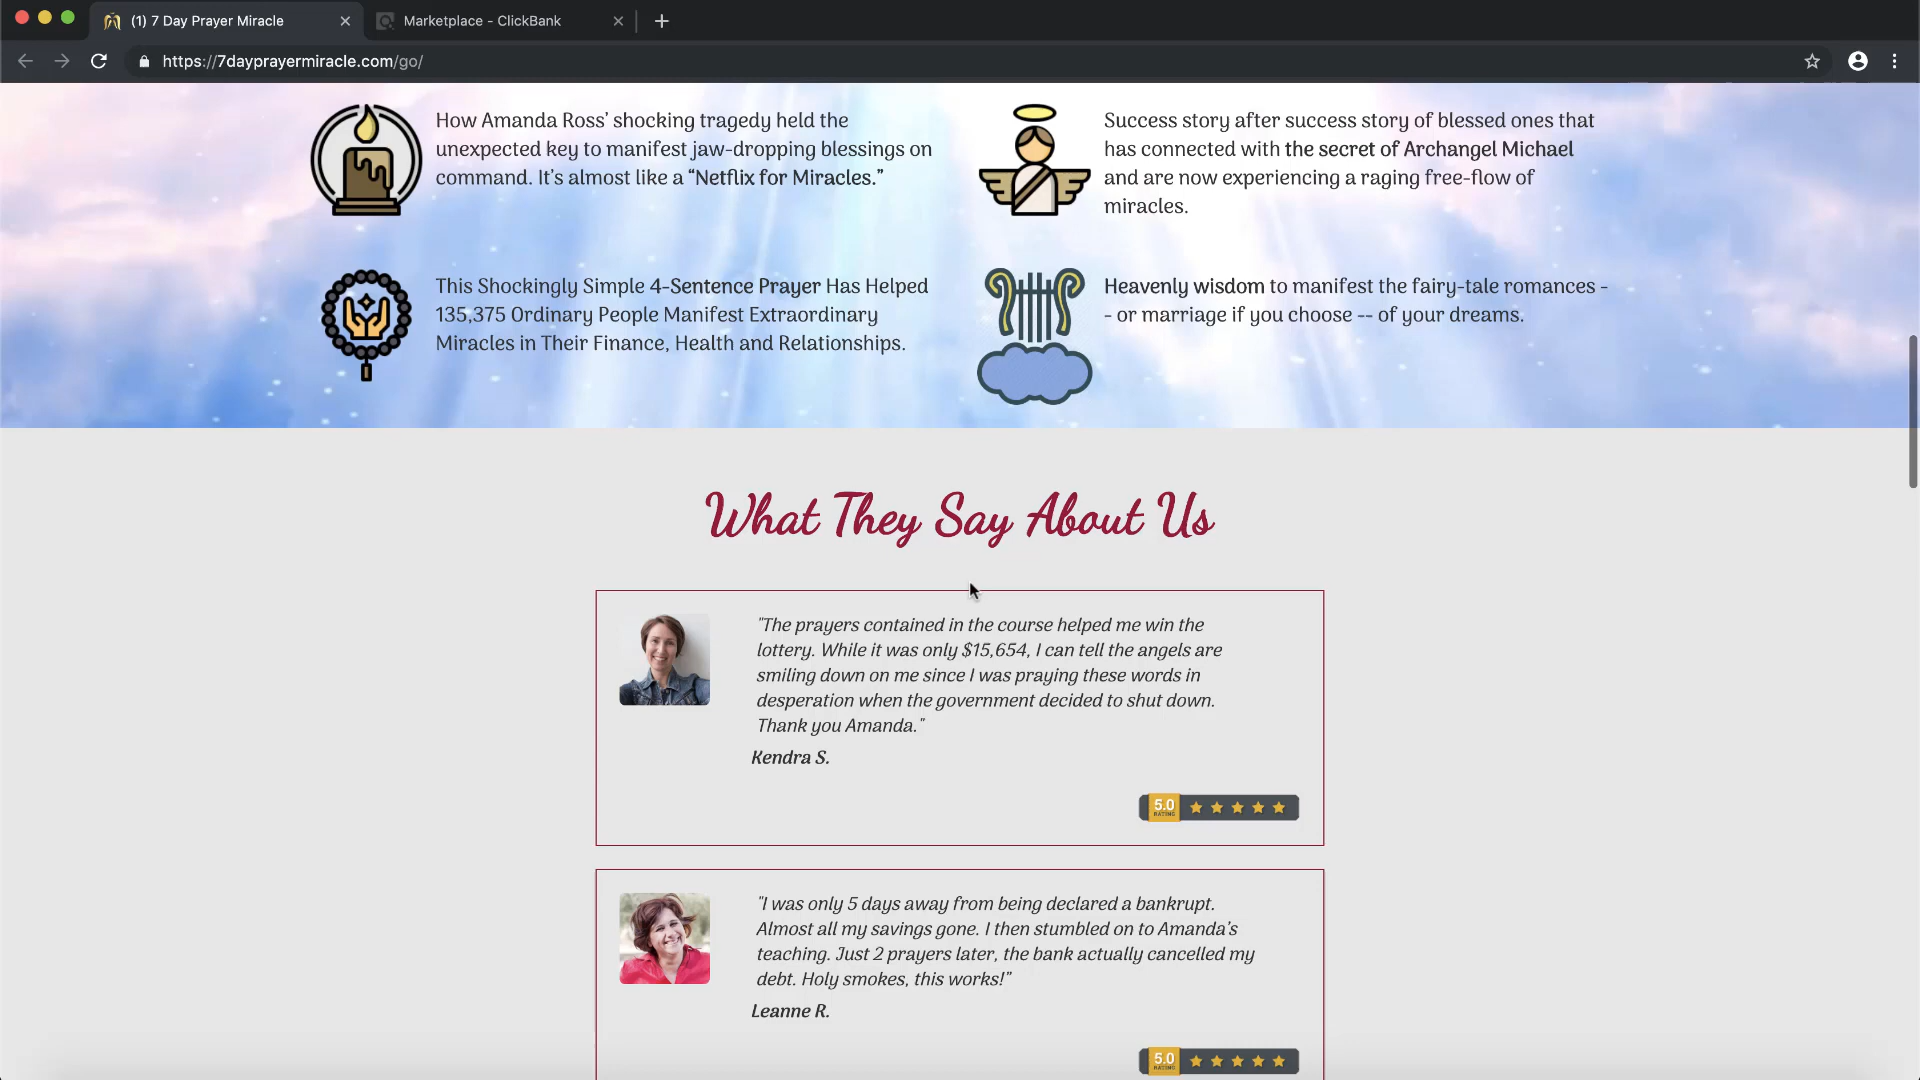 (1) 7 Day Prayer Miracle
Marketplace - ClickBank
https://7dayprayermiracle.com/go/
How Amanda Ross’ shocking tragedy held the
unexpected key to manifest jaw-dropping blessings on
command. It’s almost like a “Netflix for Miracles.”
Success story after success story of blessed ones that
has connected with the secret of Archangel Michael
and are now experiencing a raging free-flow of
miracles.
This Shockingly Simple 4-Sentence Prayer Has Helped
135,375 Ordinary People Manifest Extraordinary
Miracles in Their Finance, Health and Relationships.
Heavenly wisdom to manifest the fairy-tale romances -
- or marriage if you choose -- of your dreams.
What They Say About Us
"The prayers contained in the course helped me win the
lottery. While it was only $15,654, I can tell the angels are
smiling down on me since I was praying these words in
desperation when the government decided to shut down.
Thank you Amanda."
Kendra S.
5.0
RATING
"I was only 5 days away from being declared a bankrupt.
Almost all my savings gone. I then stumbled on to Amanda’s
teaching. Just 2 prayers later, the bank actually cancelled my
debt. Holy smokes, this works!”
Leanne R.
5.0
RATING